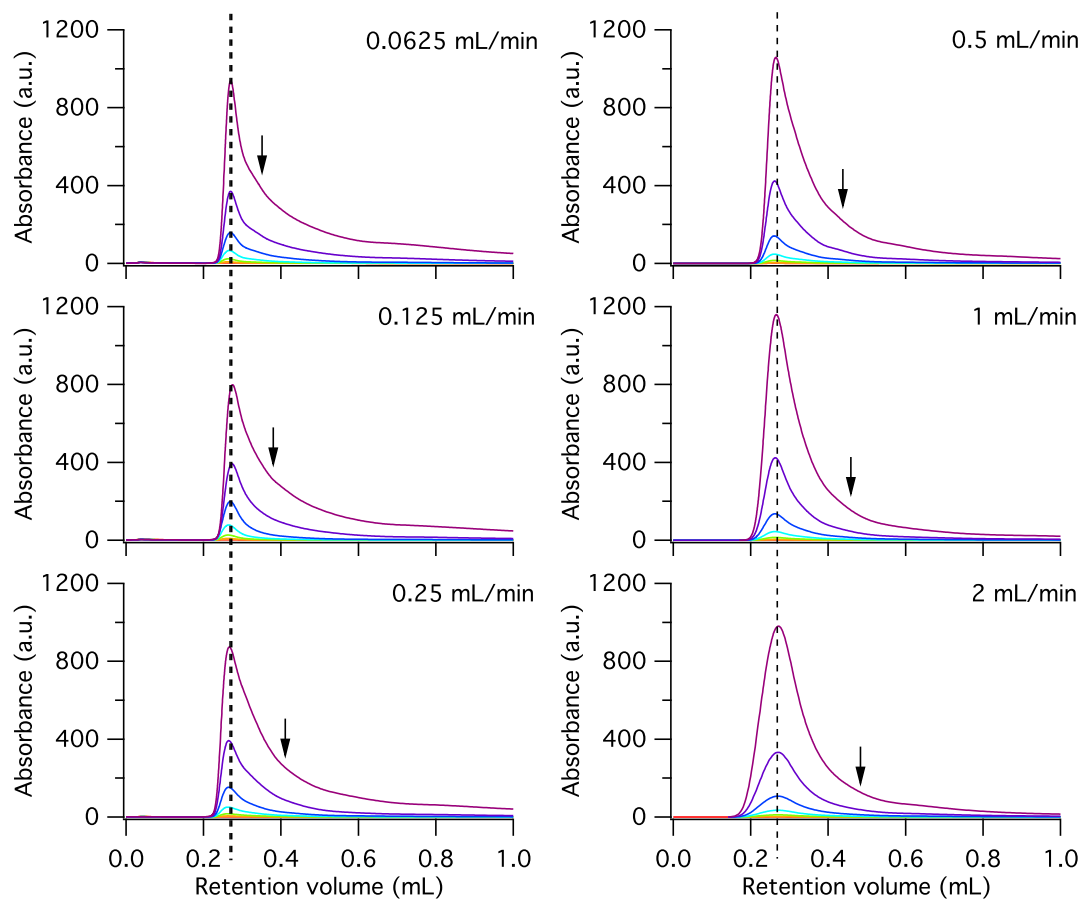 1200
800
400
0
Absorbance (a.u.)
0.0625 mL/min
1200
800
400
0
Absorbance (a.u.)
0.5 mL/min
1200
800
400
0
Absorbance (a.u.)
0.125 mL/min
1200
800
400
0
Absorbance (a.u.)
1 mL/min
1200
800
400
0
Absorbance (a.u.)
0.25 mL/min
0.0 0.2 0.4 0.6 0.8 1.0
Retention volume (mL)
1200
800
400
0
Absorbance (a.u.)
2 mL/min
0.0 0.2 0.4 0.6 0.8 1.0
Retention volume (mL)